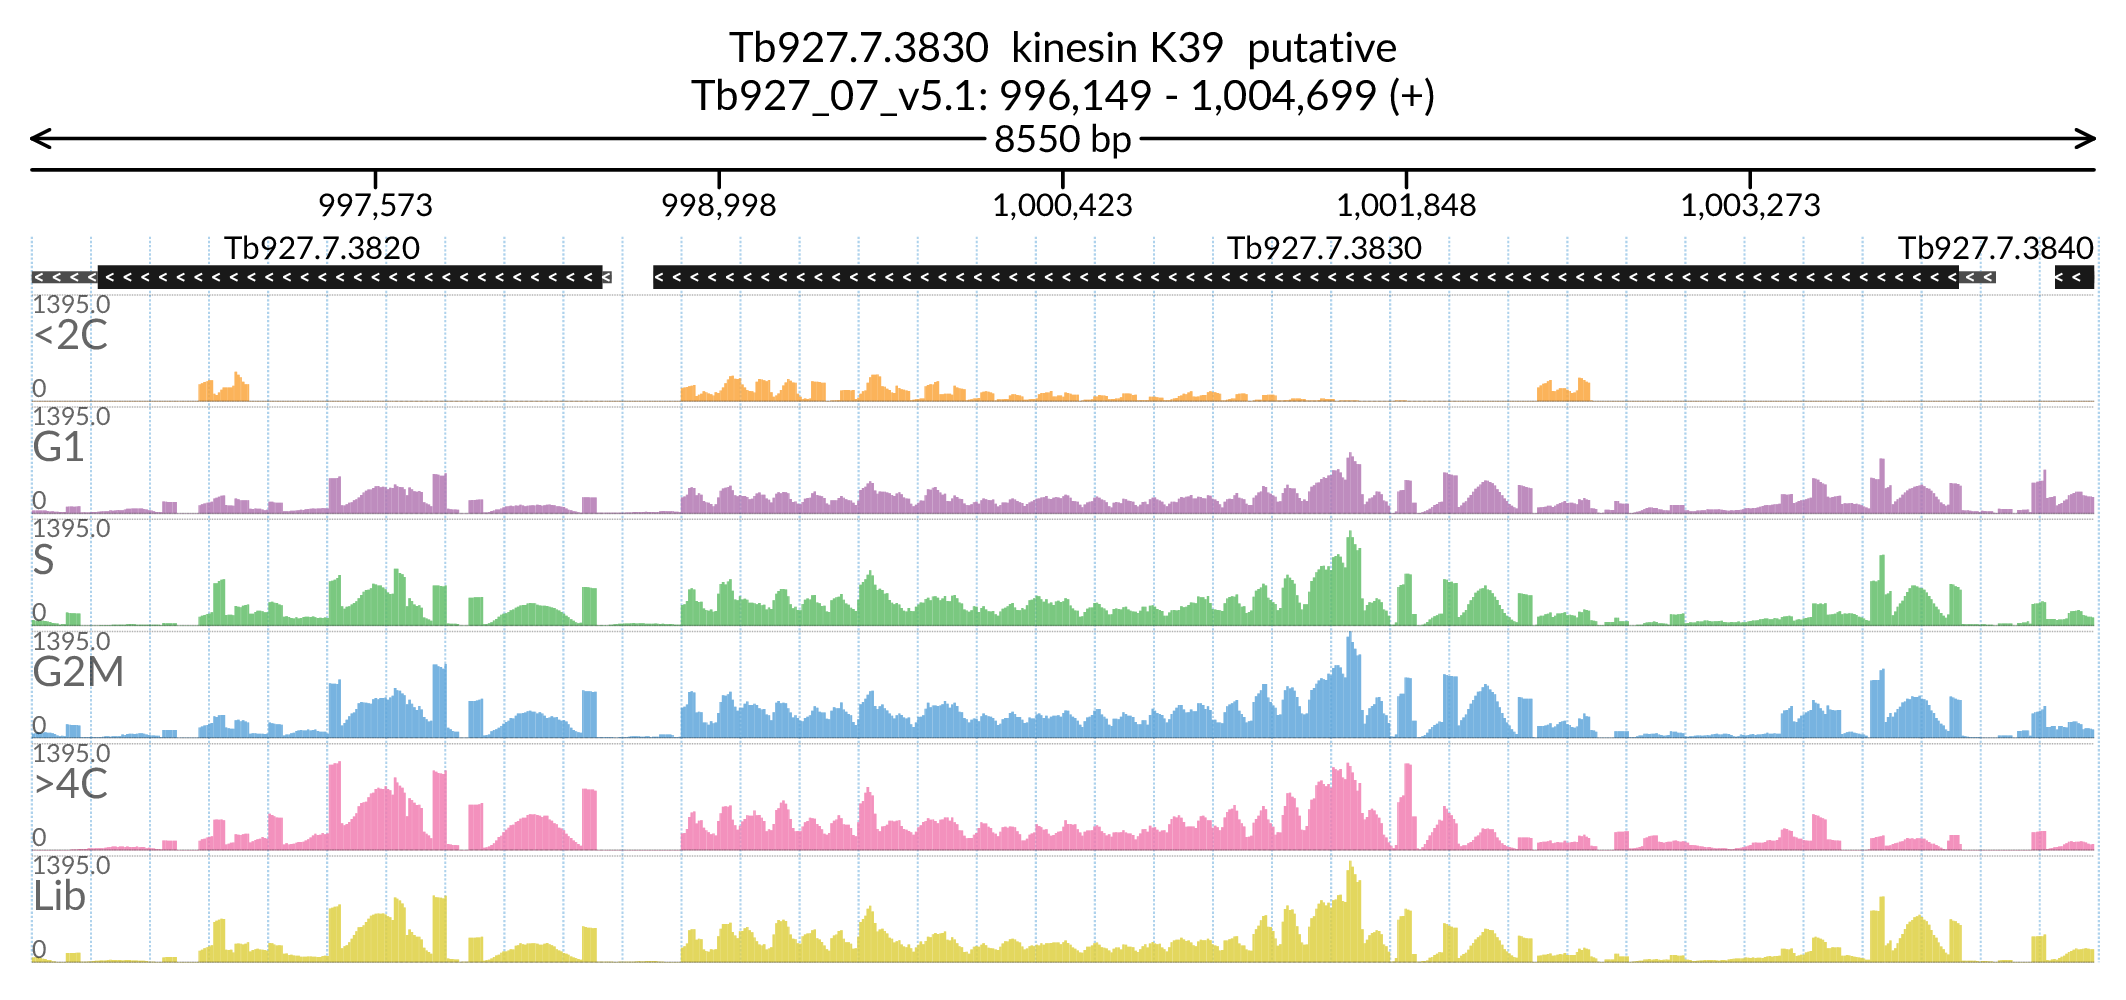 Tb927.7.3830 kinesin K39 putative
Tb927_07_v5.1: 996,149 - 1,004,699 (+)
8550 bp
997,573 998,998 1,000,423 1,001,848 1,003,273
Tb927.7.3820 Tb927.7.3830 Tb927.7.3840
1395.0
<2C
0
1395.0
G1
0
1395.0
S
0
1395.0
G2M
0
1395.0
>4C
0
1395.0
Lib
0